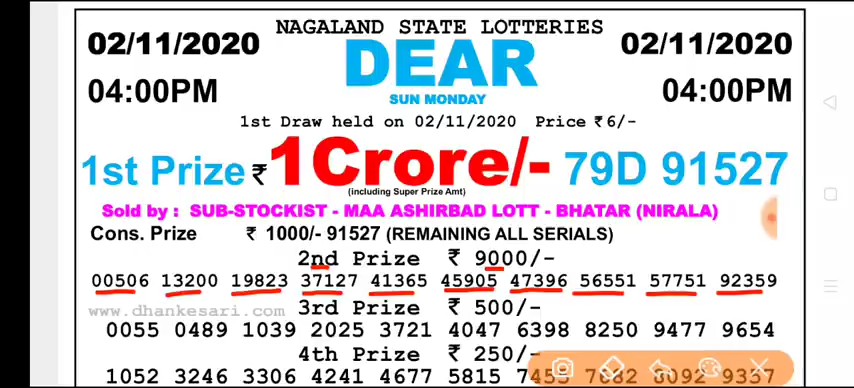 NAGALAND STATE LOTTERIES
02/11/2020 DEAR 02/11/2020
04:00PM SUN MONDAY 04:00PM
1st Draw held on 02/11/2020 Price ₹ 6/-
1st Prize ₹ 1Crore/- 79D 91527
(including Super Prize Amt)
Sold by : SUB-STOCKIST - MAA ASHIRBAD LOTT - BHATAR (NIRALA)
Cons. Prize ₹ 1000/- 91527 (REMAINING ALL SERIALS)
2nd Prize ₹ 9000/-
00506 13200 19823 37127 41365 45905 47396 56551 57751 92359
www.dhankesari.com 3rd Prize ₹ 500/-
0055 0489 1039 2025 3721 4047 6398 8250 9477 9654
4th Prize ₹ 250/-
1052 3246 3306 4241 4677 5815